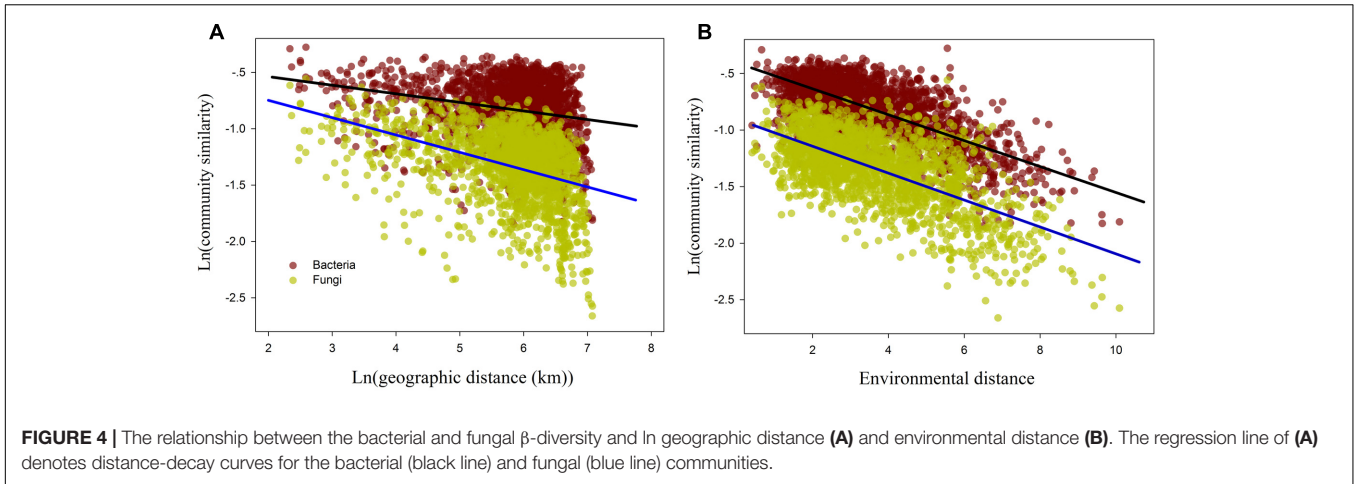 A
B
-.5
-1.0
-1.5
-2.0
-2.5
Ln(community similarity)
Bacteria
Fungi
2 3 4 5 6 7 8
Ln(geographic distance (km))
-.5
-1.0
-1.5
-2.0
-2.5
Ln(community similarity)
2 4 6 8 10
Environmental distance
FIGURE 4 | The relationship between the bacterial and fungal β-diversity and ln geographic distance (A) and environmental distance (B). The regression line of (A)
denotes distance-decay curves for the bacterial (black line) and fungal (blue line) communities.